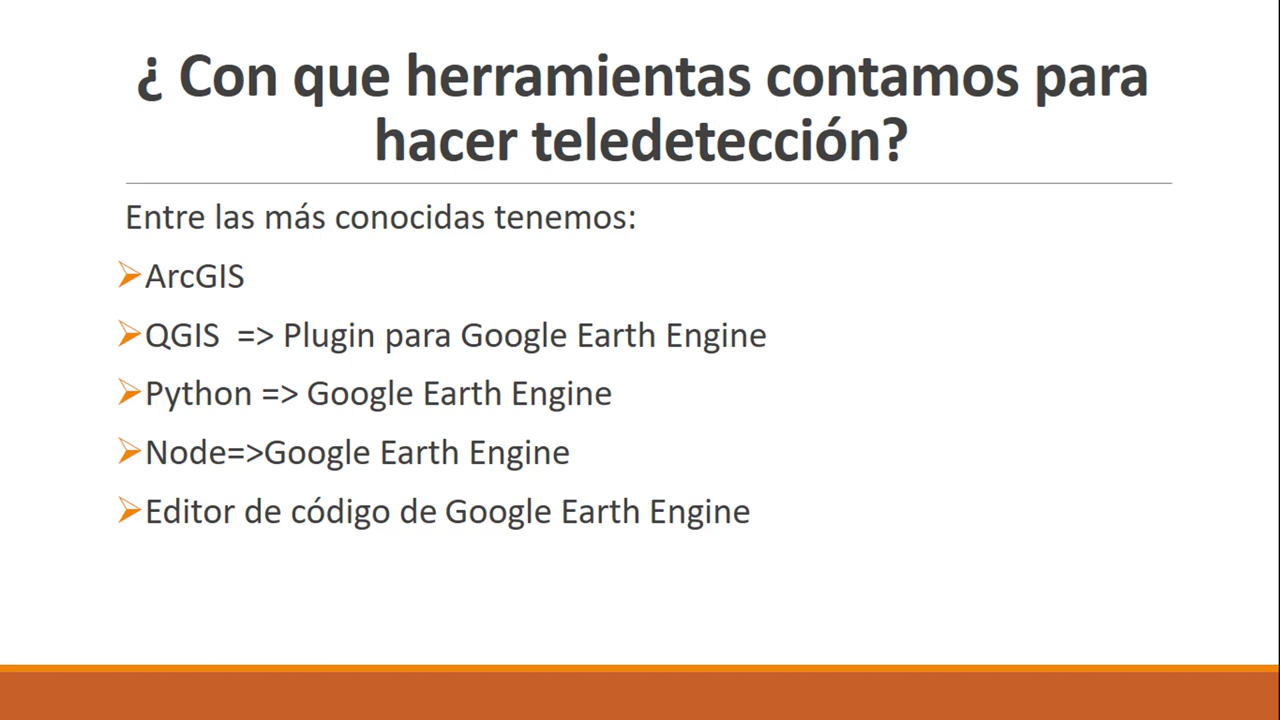 ¿ Con que herramientas contamos para
hacer teledetección?
Entre las más conocidas tenemos:
ArcGIS
QGIS => Plugin para Google Earth Engine
Python => Google Earth Engine
Node=>Google Earth Engine
Editor de código de Google Earth Engine